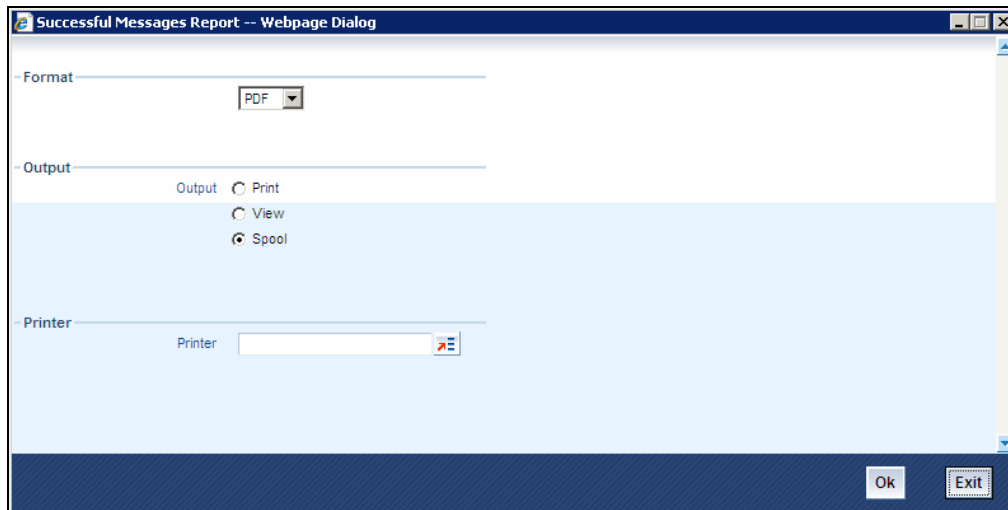 Successful Messages Report -- Webpage Dialog
Format
PDF
Output
Output Print
View
Spool
Printer
Printer
Ok Exit